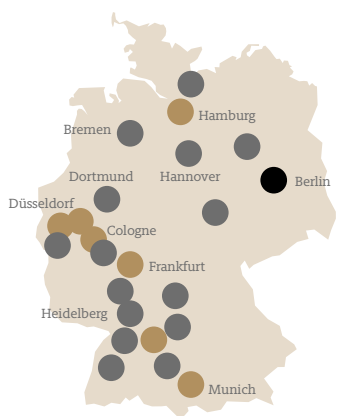 Hamburg
Bremen
Dortmund
Hannover
Berlin
Düsseldorf
Cologne
Frankfurt
Heidelberg
Munich